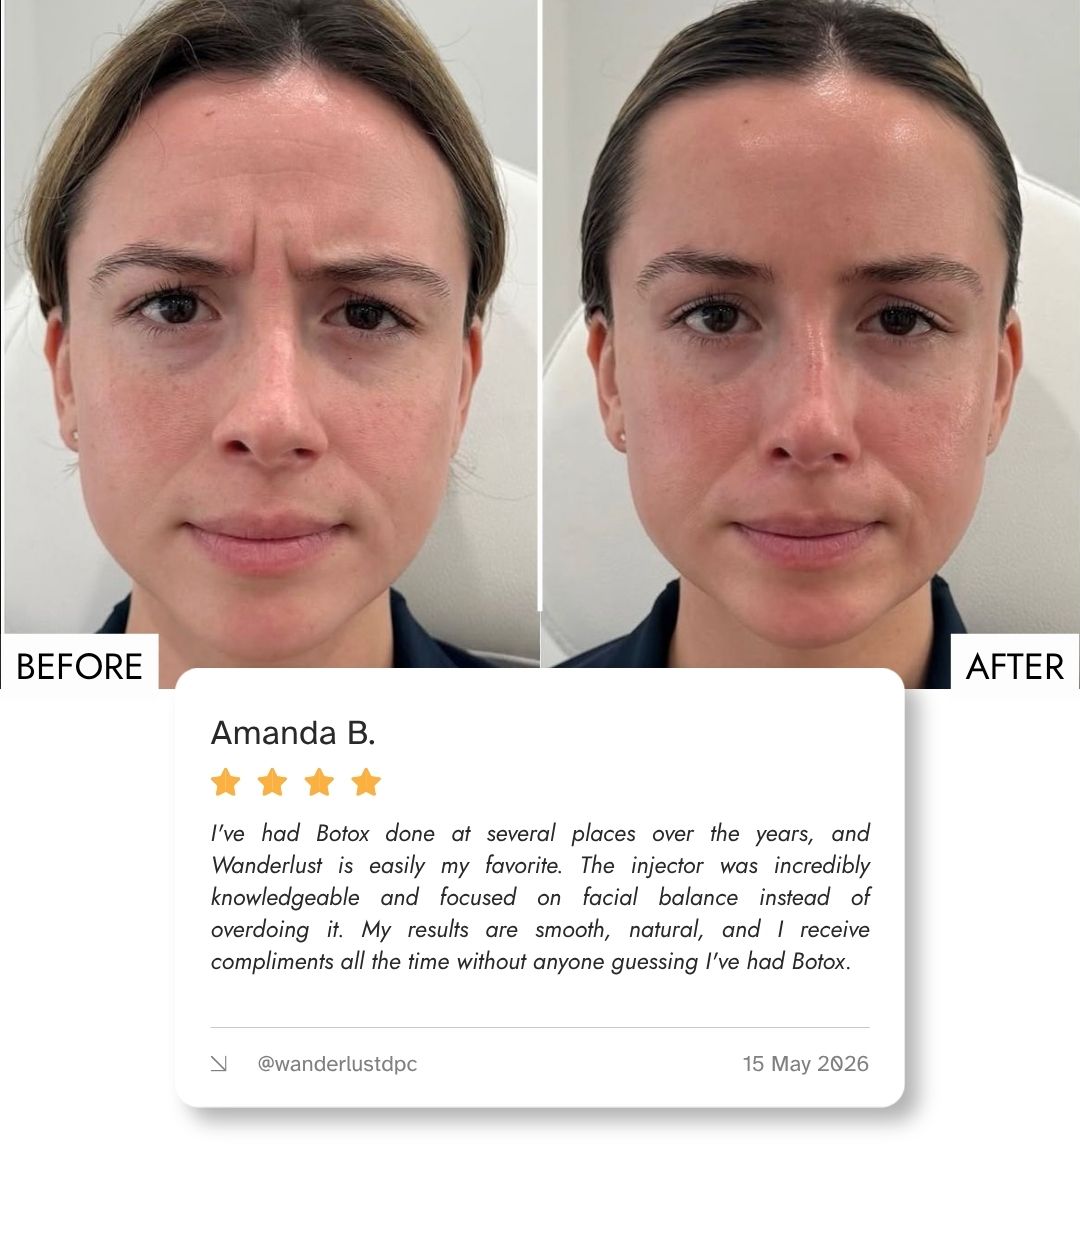 BEFORE
AFTER
Amanda B.
I've had Botox done at several places over the years, and
Wanderlust is easily my favorite. The injector was incredibly
knowledgeable and focused on facial balance instead of
overdoing it. My results are smooth, natural, and I receive
compliments all the time without anyone guessing I've had Botox.
@wanderlustdpc
15 May 2026